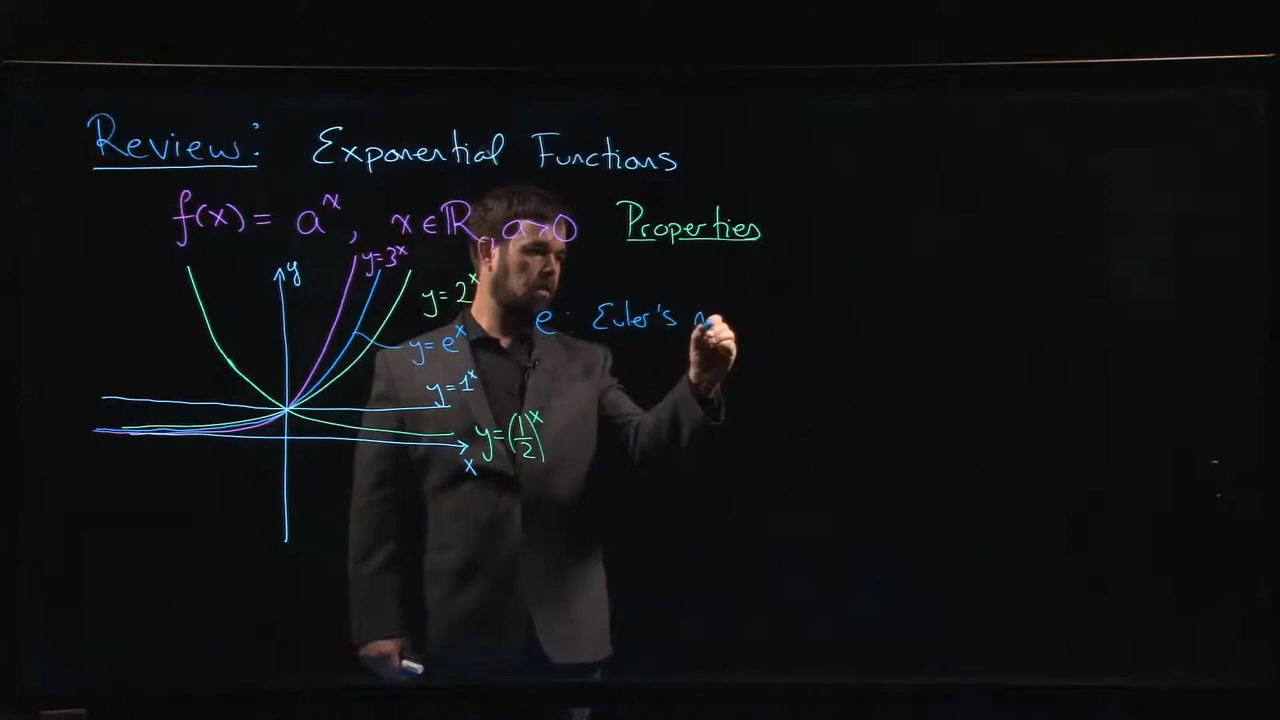 Review: Exponential Functions
f(x) = a^x, x ∈ ℝ, a > 0
Properties
y
y = 3^x
y = 2^x
e : Euler's n
y = e^x
y = 1^x
y = (1/2)^x
x